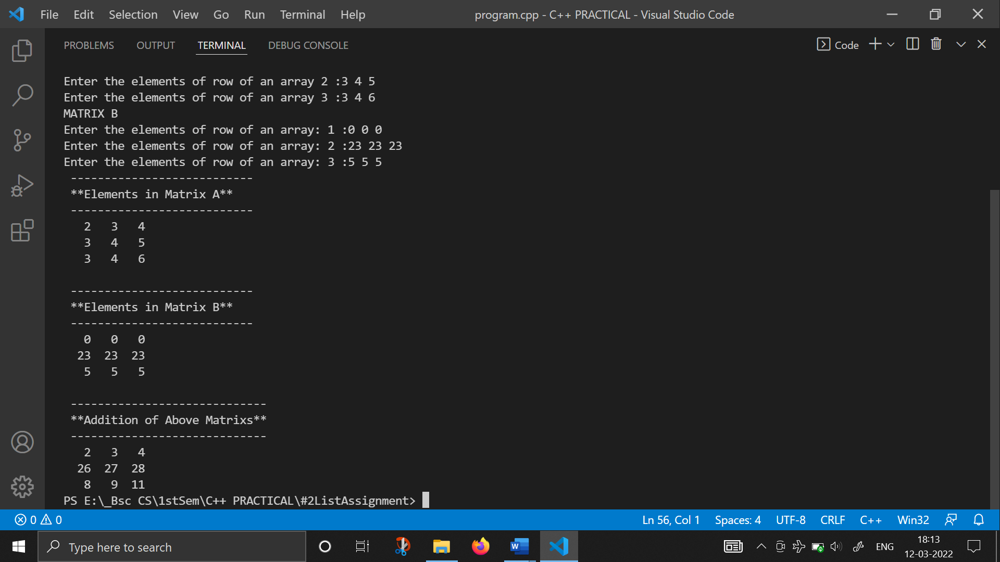 File Edit Selection View Go Run Terminal Help program.cpp - C++ PRACTICAL - Visual Studio Code
PROBLEMS OUTPUT TERMINAL DEBUG CONSOLE Code
Enter the elements of row of an array 2 :3 4 5
Enter the elements of row of an array 3 :3 4 6
MATRIX B
Enter the elements of row of an array: 1 :0 0 0
Enter the elements of row of an array: 2 :23 23 23
Enter the elements of row of an array: 3 :5 5 5
---------------------------
**Elements in Matrix A**
---------------------------
2 3 4
3 4 5
3 4 6
---------------------------
**Elements in Matrix B**
---------------------------
0 0 0
23 23 23
5 5 5
-----------------------------
**Addition of Above Matrixs**
-----------------------------
2 3 4
26 27 28
8 9 11
PS E:\_Bsc CS\1stSem\C++ PRACTICAL\#2ListAssignment>
0 0 Ln 56, Col 1 Spaces: 4 UTF-8 CRLF C++ Win32
Type here to search W ENG 18:13
12-03-2022